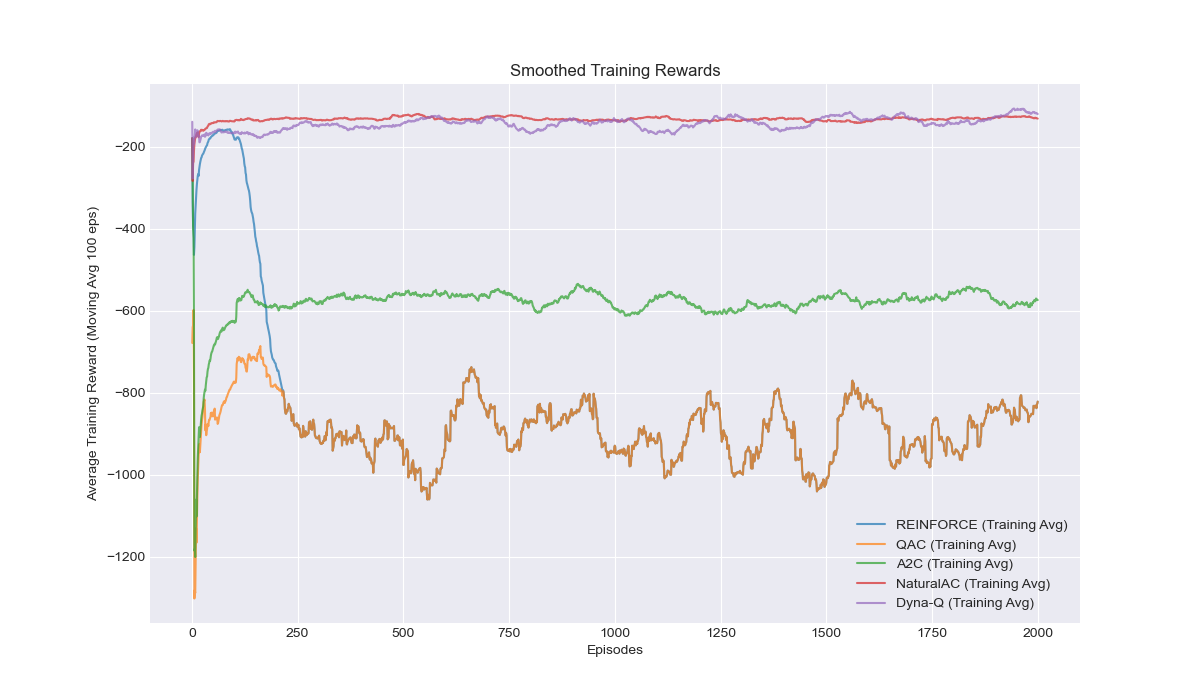 Smoothed Training Rewards
Average Training Reward (Moving Avg 100 eps)
−200
−400
−600
−800
−1000
−1200
0 250 500 750 1000 1250 1500 1750 2000
Episodes
REINFORCE (Training Avg)
QAC (Training Avg)
A2C (Training Avg)
NaturalAC (Training Avg)
Dyna-Q (Training Avg)